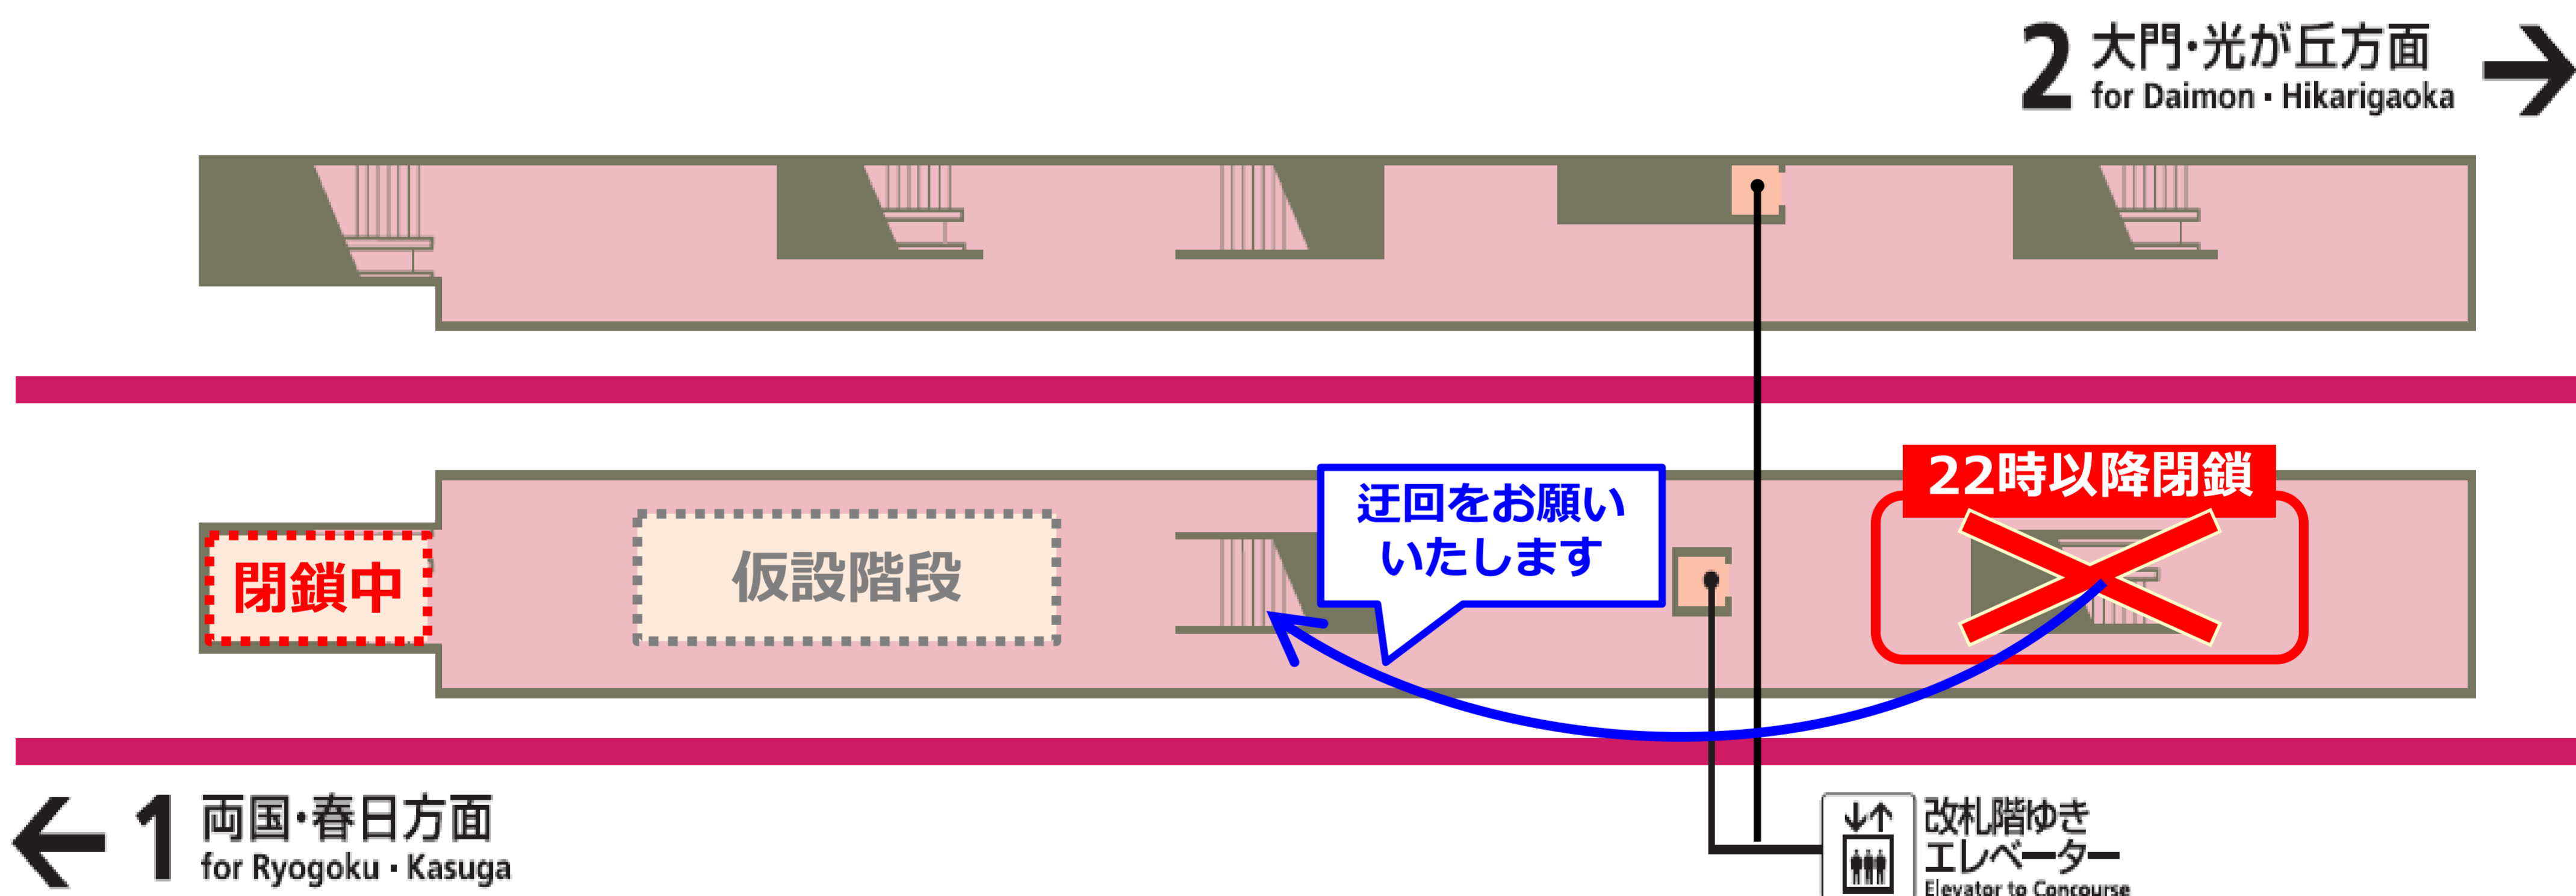 2 大門・光が丘方面
for Daimon・Hikarigaoka
22時以降閉鎖
迂回をお願い
いたします
仮設階段
閉鎖中
1 両国・春日方面
for Ryogoku・Kasuga
改札階ゆき
エレベーター
Elevator to Concourse